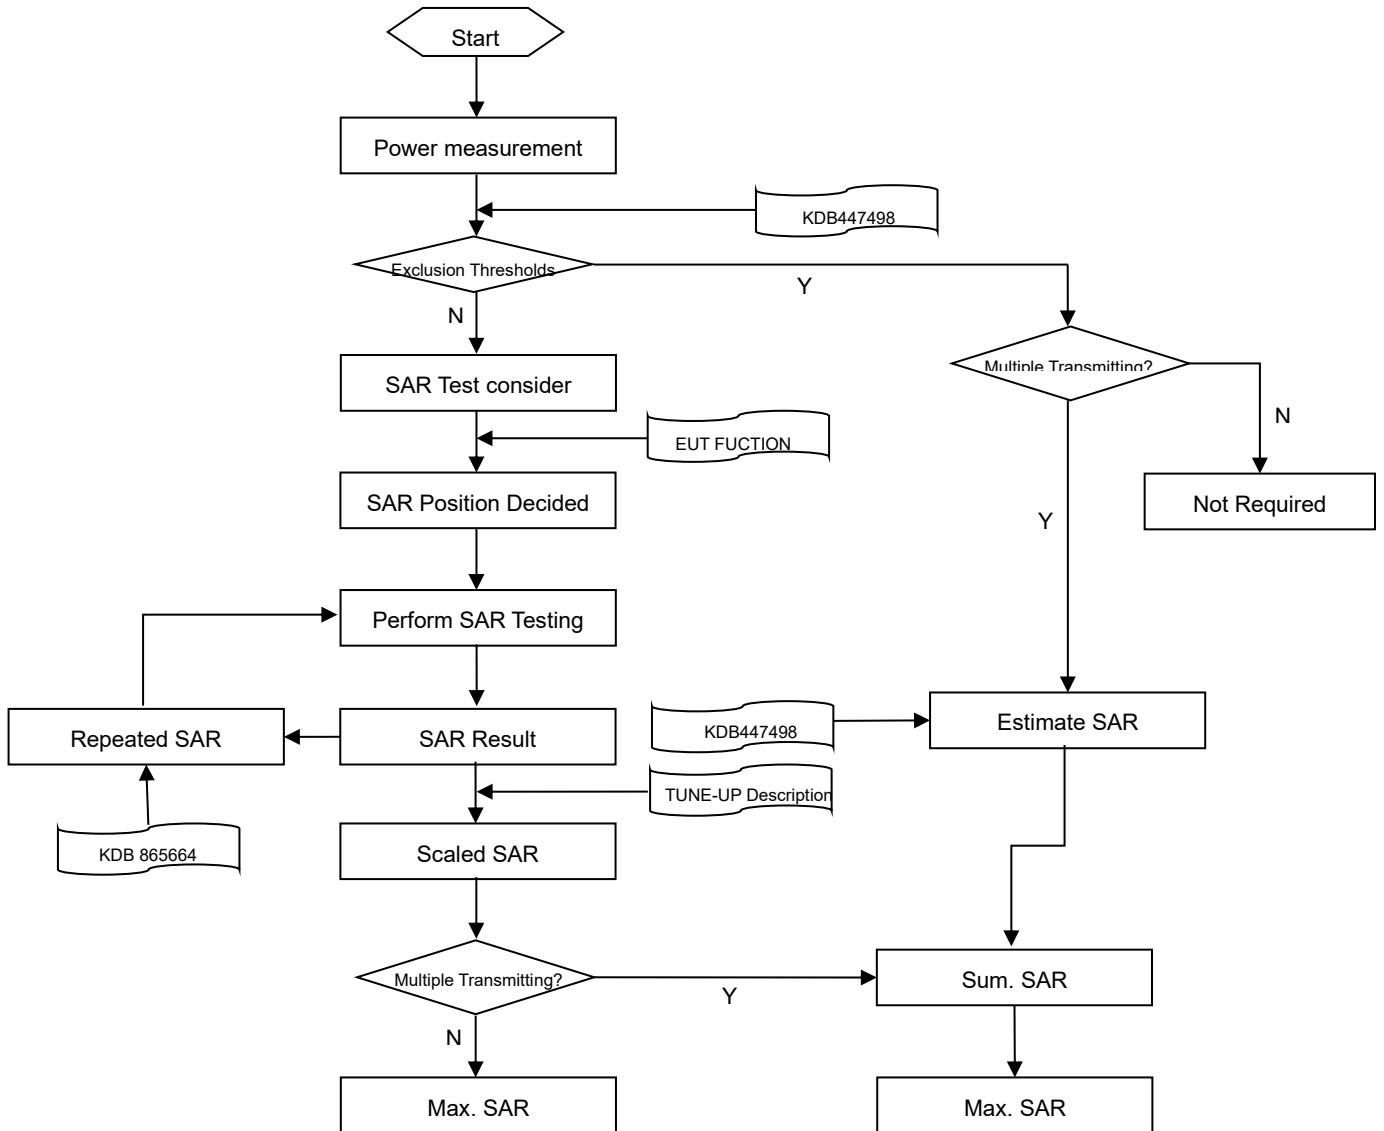 Start
Power measurement
KDB447498
Exclusion Thresholds
Y
N
Multiple Transmitting?
SAR Test consider
N
EUT FUCTION
SAR Position Decided
Not Required
Y
Perform SAR Testing
Repeated SAR
SAR Result
KDB447498
Estimate SAR
TUNE-UP Description
KDB 865664
Scaled SAR
Multiple Transmitting?
Y
Sum. SAR
N
Max. SAR
Max. SAR